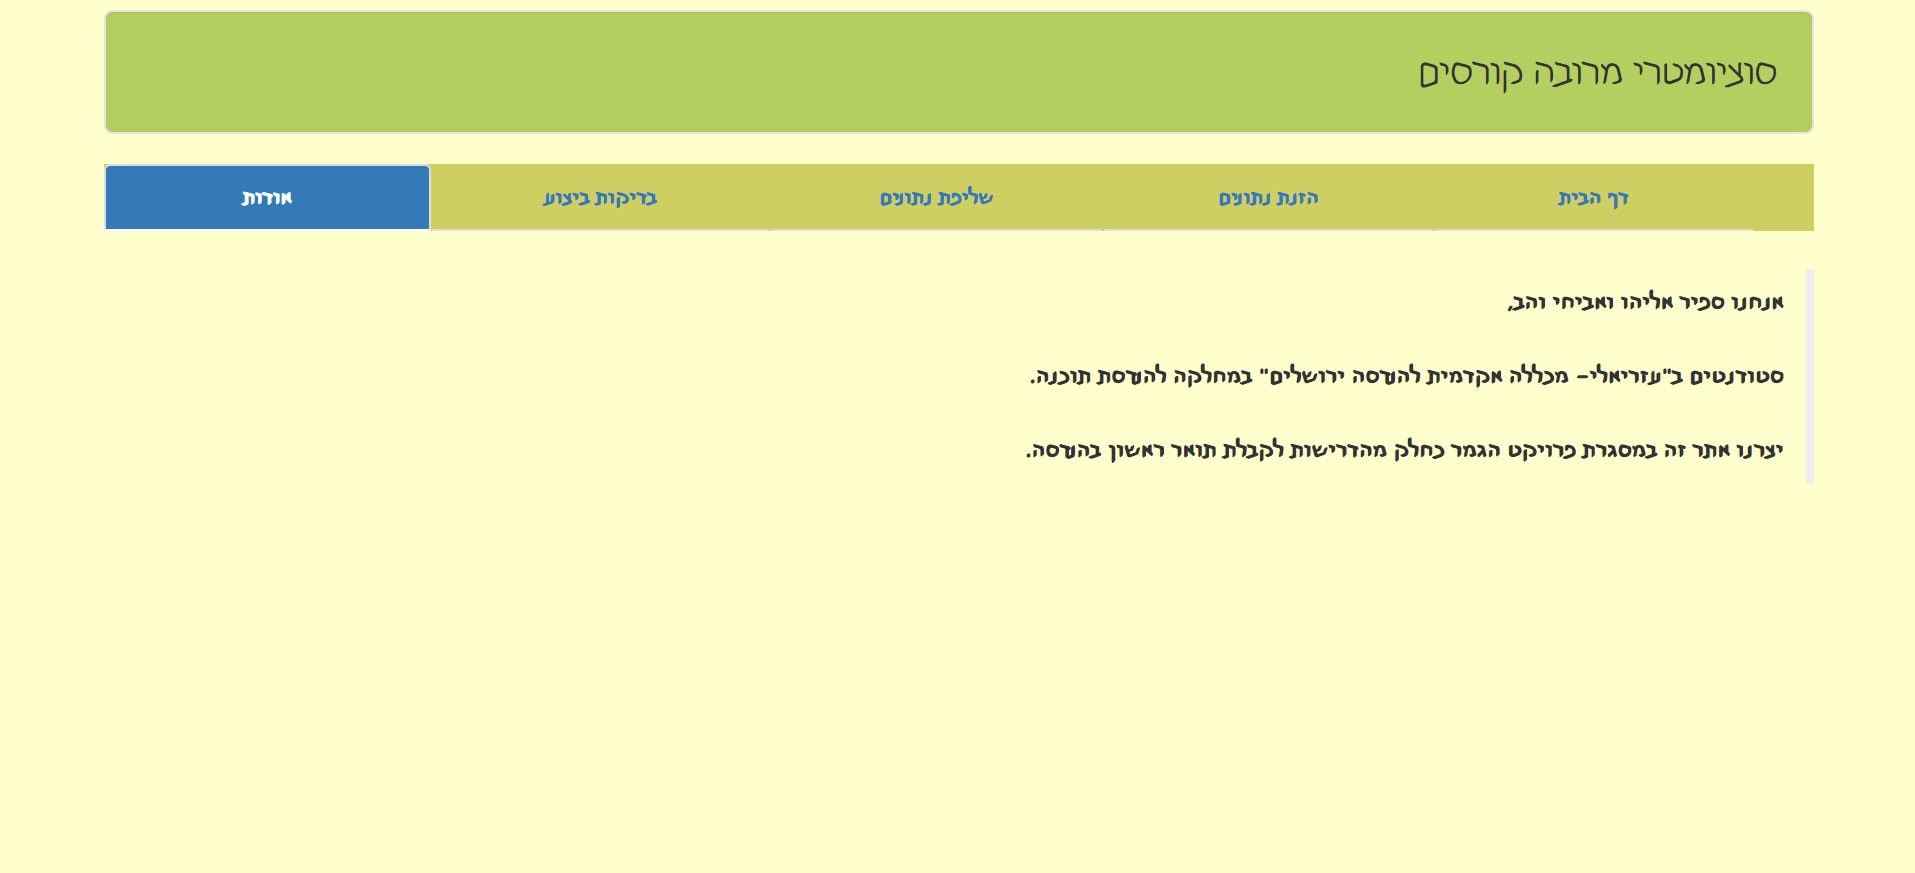 סוציומטרי מרובה קורסים
דף הבית
הזנת נתונים
שליפת נתונים
בדיקות ביצוע
אודות
אנחנו ספיר אליהו ואביחי והב,
סטודנטים ב"עזריאלי- מכללה אקדמית להנדסה ירושלים" במחלקה להנדסת תוכנה.
יצרנו אתר זה במסגרת פרויקט הגמר כחלק מהדרישות לקבלת תואר ראשון בהנדסה.